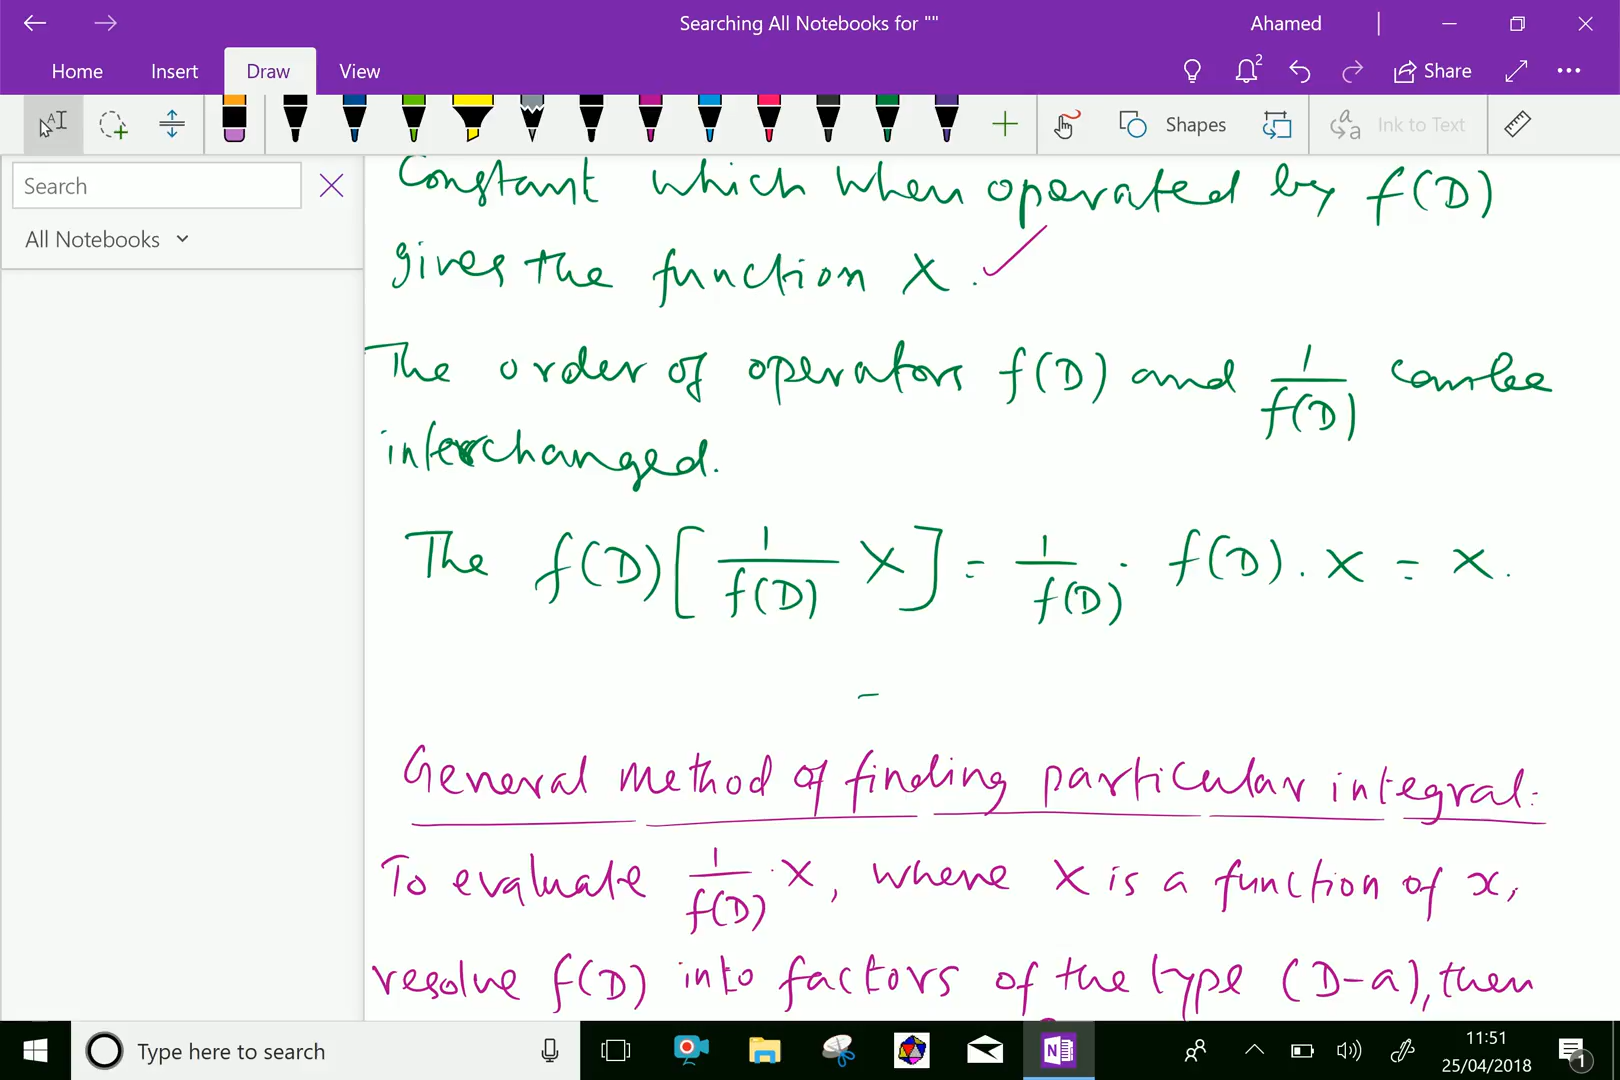 Searching All Notebooks for ""
Ahamed
Home Insert Draw View
2
Share
Shapes
Ink to Text
Search
All Notebooks
Constant which when operated by f(D)
gives the function X.
The order of operators f(D) and 1/f(D) can be
interchanged.
The f(D)[1/f(D) X] = 1/f(D) . f(D). X = X.
General method of finding particular integral:
To evaluate 1/f(D) . X, where X is a function of x,
resolve f(D) into factors of the type (D-a), then
Type here to search
11:51
25/04/2018
1